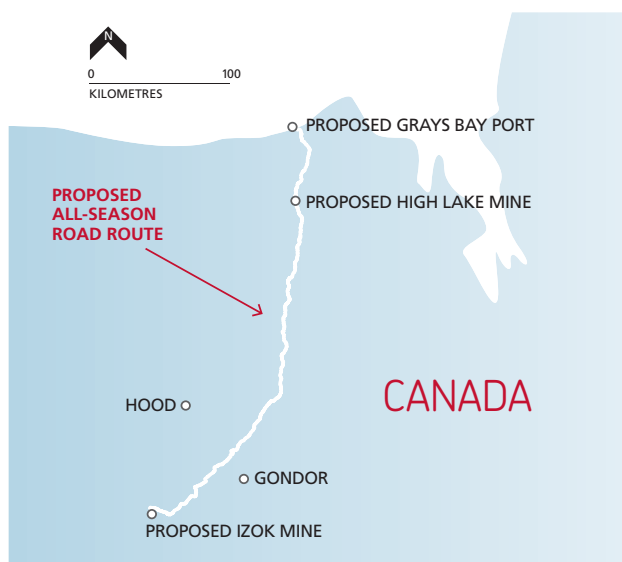 N
0 100
KILOMETRES
PROPOSED GRAYS BAY PORT
PROPOSED
ALL-SEASON
ROAD ROUTE
PROPOSED HIGH LAKE MINE
CANADA
HOOD
GONDOR
PROPOSED IZOK MINE